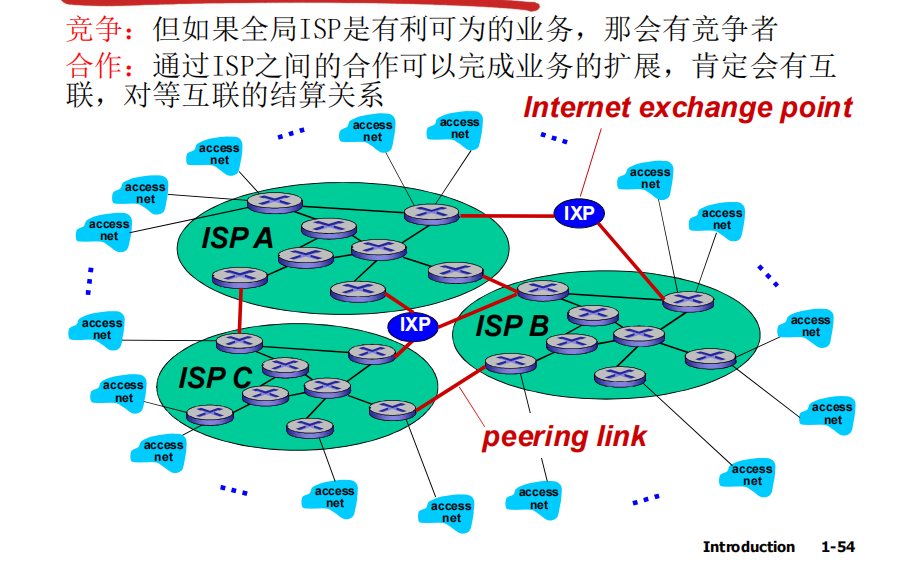 竞争：但如果全局ISP是有利可为的业务，那会有竞争者
合作：通过ISP之间的合作可以完成业务的扩展，肯定会有互
联，对等互联的结算关系
Internet exchange point
access
net
access
net
access
net
access
net
access
net
access
net
access
net
IXP
ISP A
IXP
ISP B
access
net
access
net
ISP C
access
net
access
net
peering link
access
net
access
net
access
net
access
net
access
net
Introduction 1-54